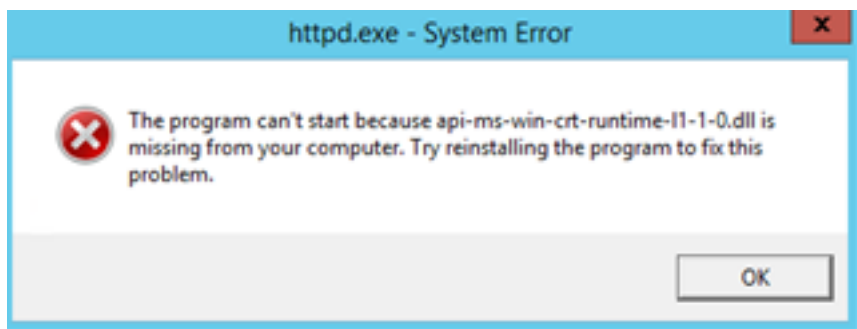 httpd.exe - System Error
The program can't start because api-ms-win-crt-runtime-l1-1-0.dll is
missing from your computer. Try reinstalling the program to fix this
problem.
OK